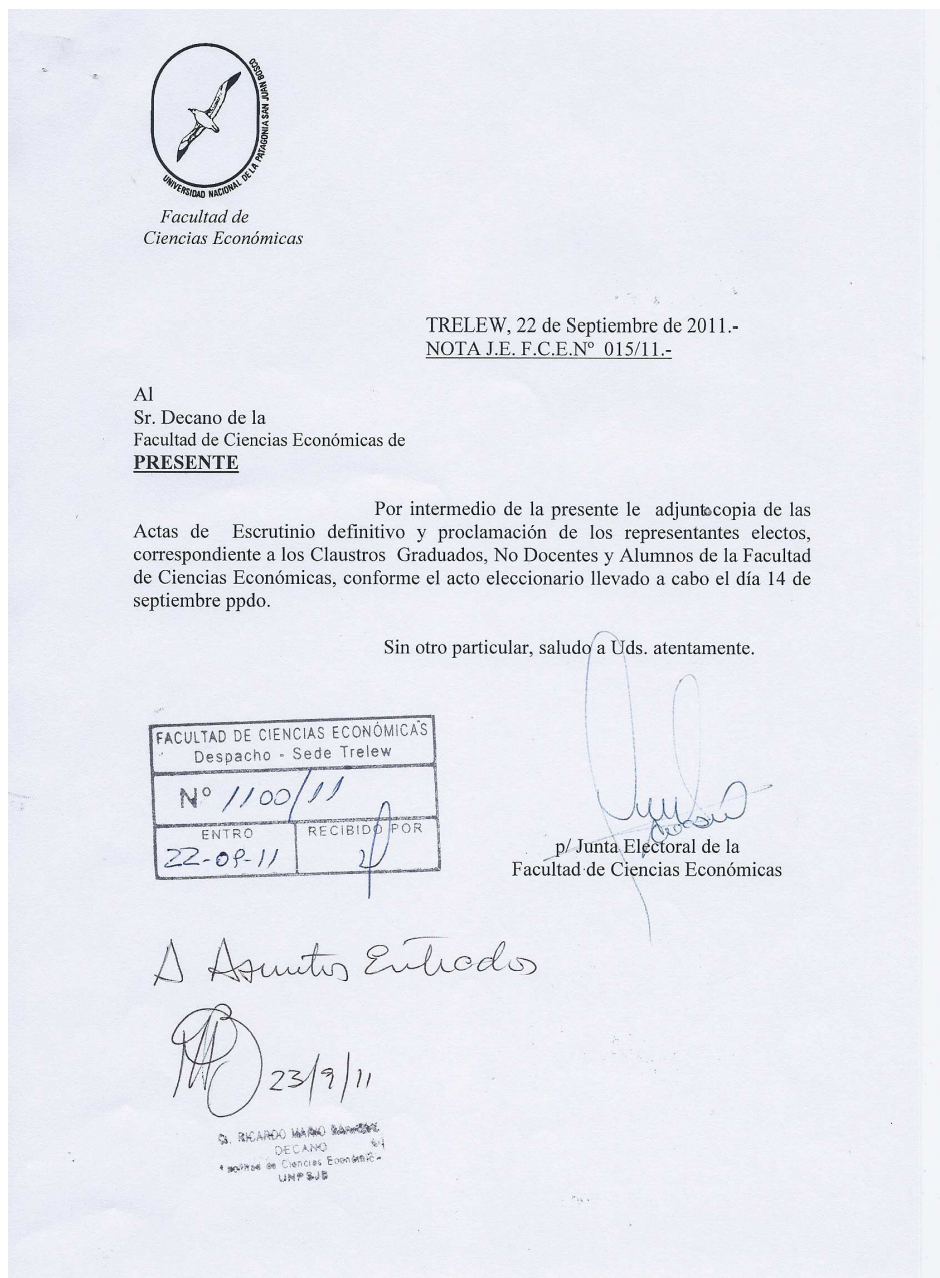 UNIVERSIDAD NACIONAL DE LA PATAGONIA SAN JUAN BOSCO
Facultad de
Ciencias Económicas
TRELEW, 22 de Septiembre de 2011.-
NOTA J.E. F.C.E.Nº 015/11.-
Al
Sr. Decano de la
Facultad de Ciencias Económicas de
PRESENTE
Por intermedio de la presente le adjunto copia de las
Actas de Escrutinio definitivo y proclamación de los representantes electos,
correspondiente a los Claustros Graduados, No Docentes y Alumnos de la Facultad
de Ciencias Económicas, conforme el acto eleccionario llevado a cabo el día 14 de
septiembre ppdo.
Sin otro particular, saludo a Uds. atentamente.
FACULTAD DE CIENCIAS ECONÓMICAS
Despacho - Sede Trelew
Nº 1100/11
ENTRO
RECIBIDO POR
22-09-11
p/ Junta Electoral de la
Facultad de Ciencias Económicas
A Asuntos Entrados
23/9/11
RICARDO MARIO
DECANO
de Ciencias
UNPSJB